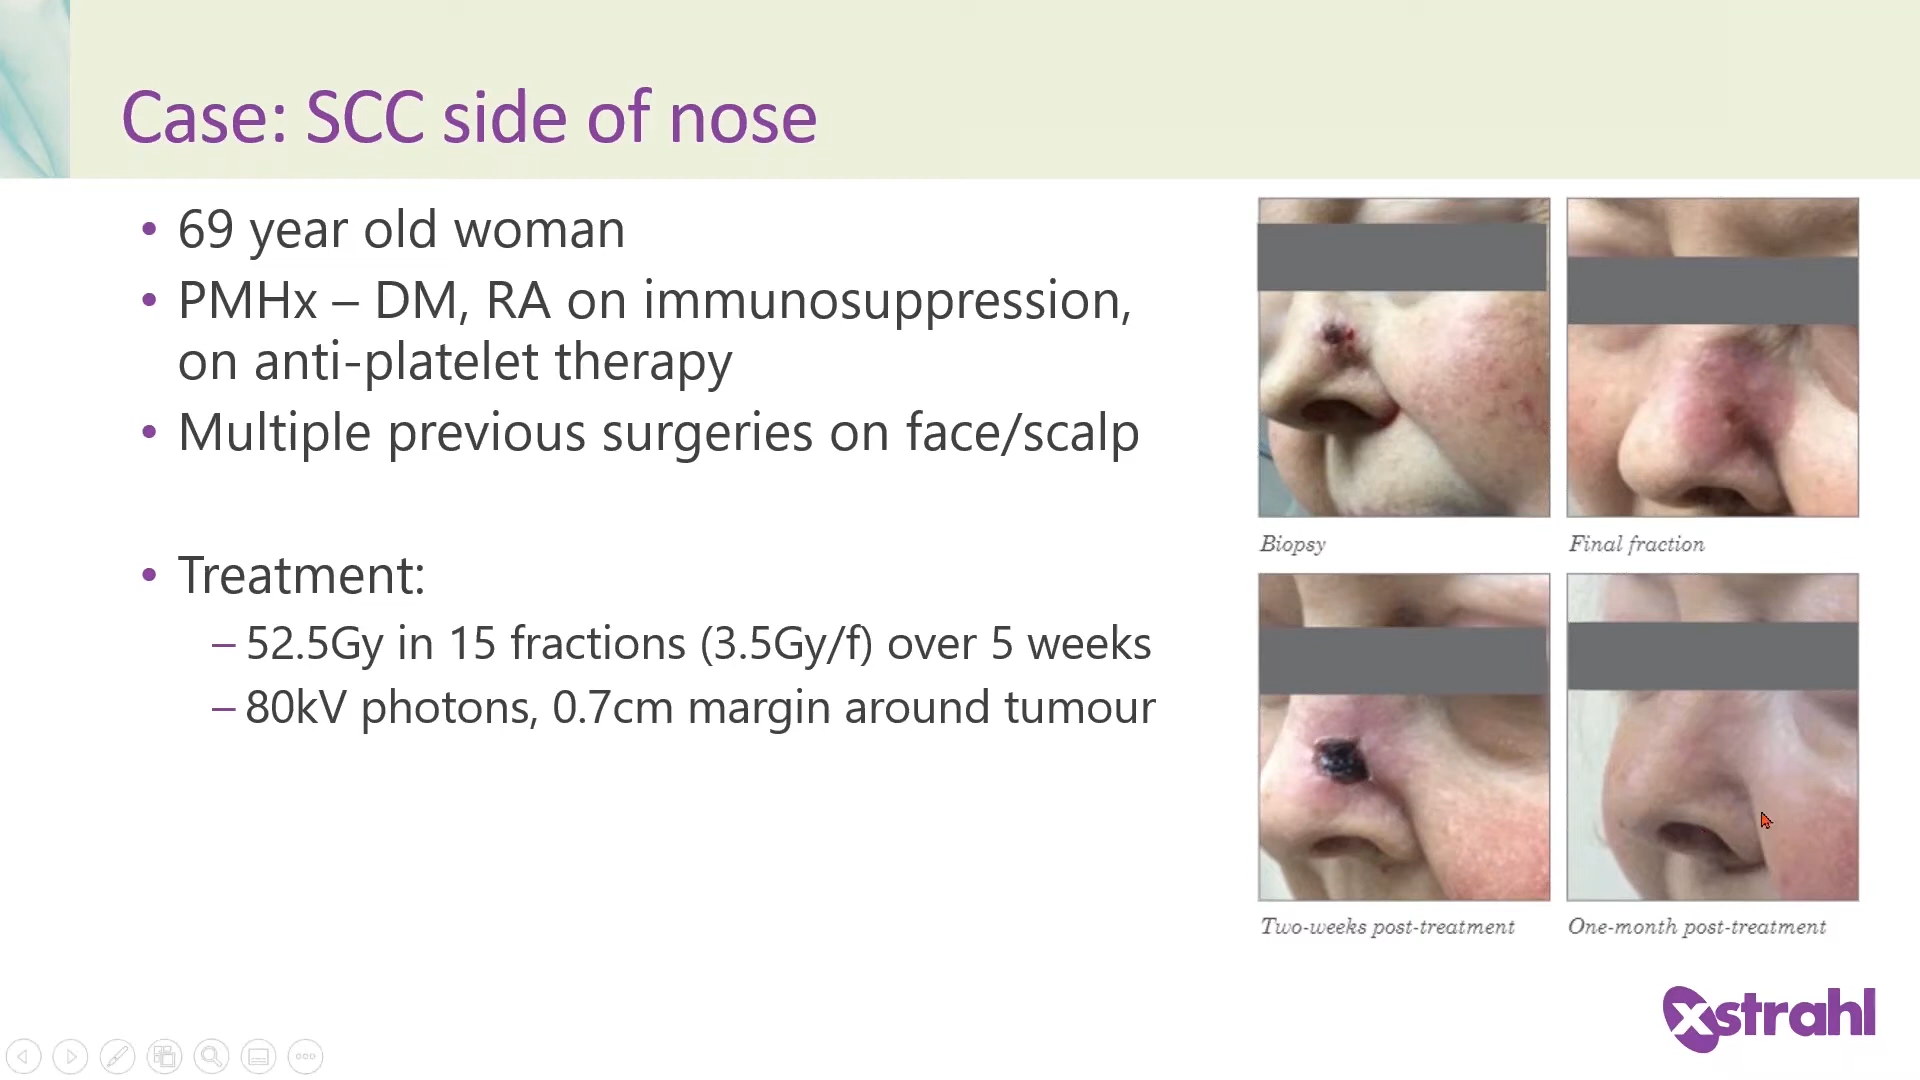 Case: SCC side of nose
• 69 year old woman
• PMHx – DM, RA on immunosuppression,
on anti-platelet therapy
• Multiple previous surgeries on face/scalp
• Treatment:
– 52.5Gy in 15 fractions (3.5Gy/f) over 5 weeks
– 80kV photons, 0.7cm margin around tumour
Biopsy
Final fraction
Two-weeks post-treatment
One-month post-treatment
xstrahl